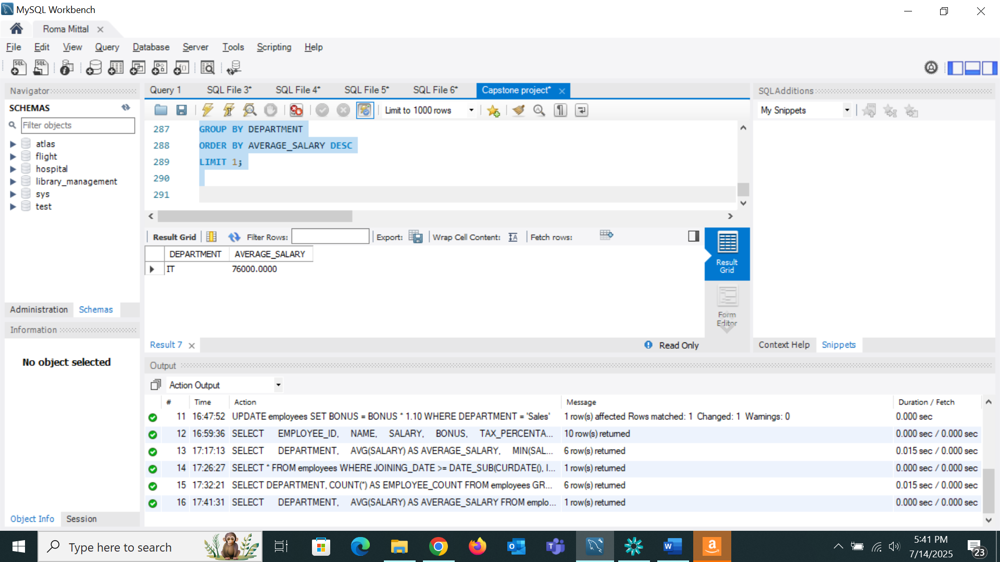 MySQL Workbench
Roma Mittal
File Edit View Query Database Server Tools Scripting Help
Navigator
SCHEMAS
Filter objects
atlas
flight
hospital
library_management
sys
test
Administration Schemas
Information
No object selected
Object Info Session
Query 1 SQL File 3* SQL File 4* SQL File 5* SQL File 6* Capstone project*
Limit to 1000 rows
287 GROUP BY DEPARTMENT
288 ORDER BY AVERAGE_SALARY DESC
289 LIMIT 1;
290
291
Result Grid Filter Rows: Export: Wrap Cell Content: Fetch rows:
DEPARTMENT AVERAGE_SALARY
IT 76000.0000
Result Grid
Form Editor
Result 7 Read Only
SQLAdditions
My Snippets
Context Help Snippets
Output
Action Output
# Time Action Message Duration / Fetch
11 16:47:52 UPDATE employees SET BONUS = BONUS * 1.10 WHERE DEPARTMENT = 'Sales' 1 row(s) affected Rows matched: 1 Changed: 1 Warnings: 0 0.000 sec
12 16:59:36 SELECT EMPLOYEE_ID, NAME, SALARY, BONUS, TAX_PERCENTA... 10 row(s) returned 0.000 sec / 0.000 sec
13 17:17:13 SELECT DEPARTMENT, AVG(SALARY) AS AVERAGE_SALARY, MIN(SAL... 6 row(s) returned 0.015 sec / 0.000 sec
14 17:26:27 SELECT * FROM employees WHERE JOINING_DATE >= DATE_SUB(CURDATE(), I... 1 row(s) returned 0.000 sec / 0.000 sec
15 17:32:21 SELECT DEPARTMENT, COUNT(*) AS EMPLOYEE_COUNT FROM employees GR... 6 row(s) returned 0.015 sec / 0.000 sec
16 17:41:31 SELECT DEPARTMENT, AVG(SALARY) AS AVERAGE_SALARY FROM emplo... 1 row(s) returned 0.000 sec / 0.000 sec
Type here to search
5:41 PM
7/14/2025
23